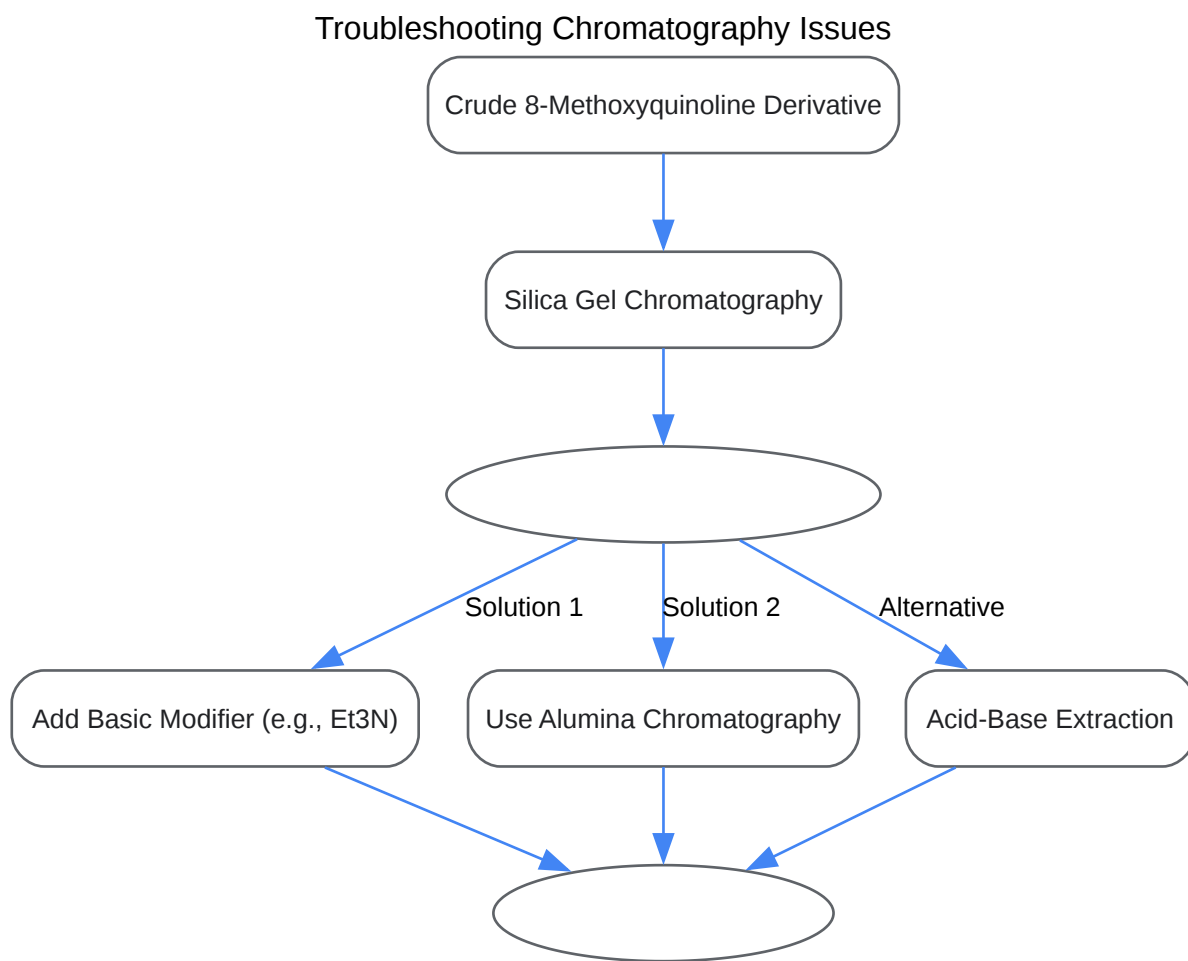 Troubleshooting Chromatography Issues
Crude 8-Methoxyquinoline Derivative
Silica Gel Chromatography
Solution 1
Solution 2
Alternative
Add Basic Modifier (e.g., Et3N)
Use Alumina Chromatography
Acid-Base Extraction